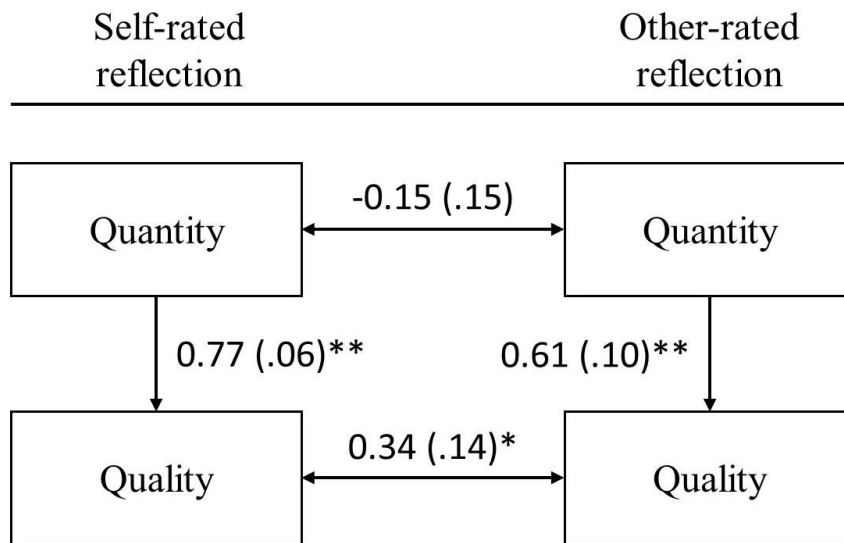 Self-rated
reflection
Other-rated
reflection
-0.15 (.15)
Quantity
Quantity
0.77 (.06)**
0.61 (.10)**
0.34 (.14)*
Quality
Quality